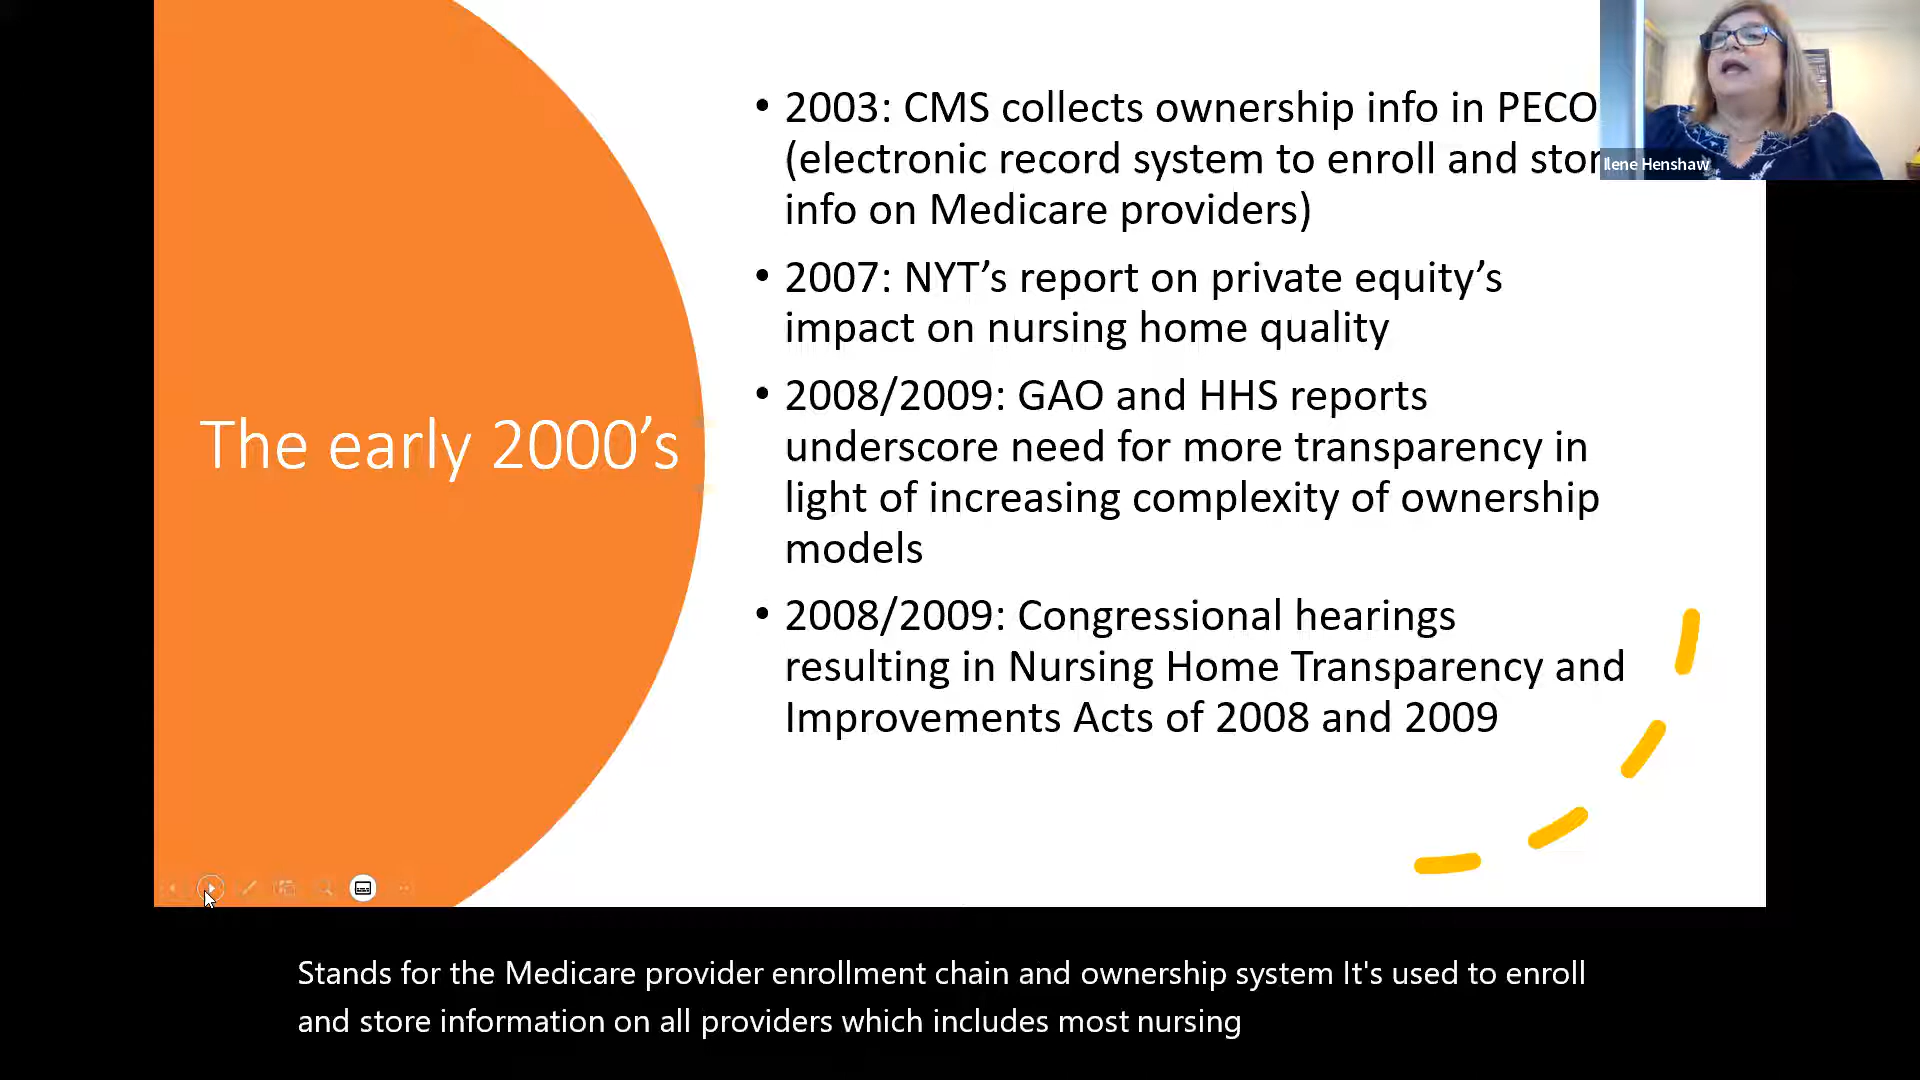 The early 2000’s
• 2003: CMS collects ownership info in PECO
(electronic record system to enroll and stor
info on Medicare providers)
• 2007: NYT’s report on private equity’s
impact on nursing home quality
• 2008/2009: GAO and HHS reports
underscore need for more transparency in
light of increasing complexity of ownership
models
• 2008/2009: Congressional hearings
resulting in Nursing Home Transparency and
Improvements Acts of 2008 and 2009
Ilene Henshaw
Stands for the Medicare provider enrollment chain and ownership system It's used to enroll
and store information on all providers which includes most nursing